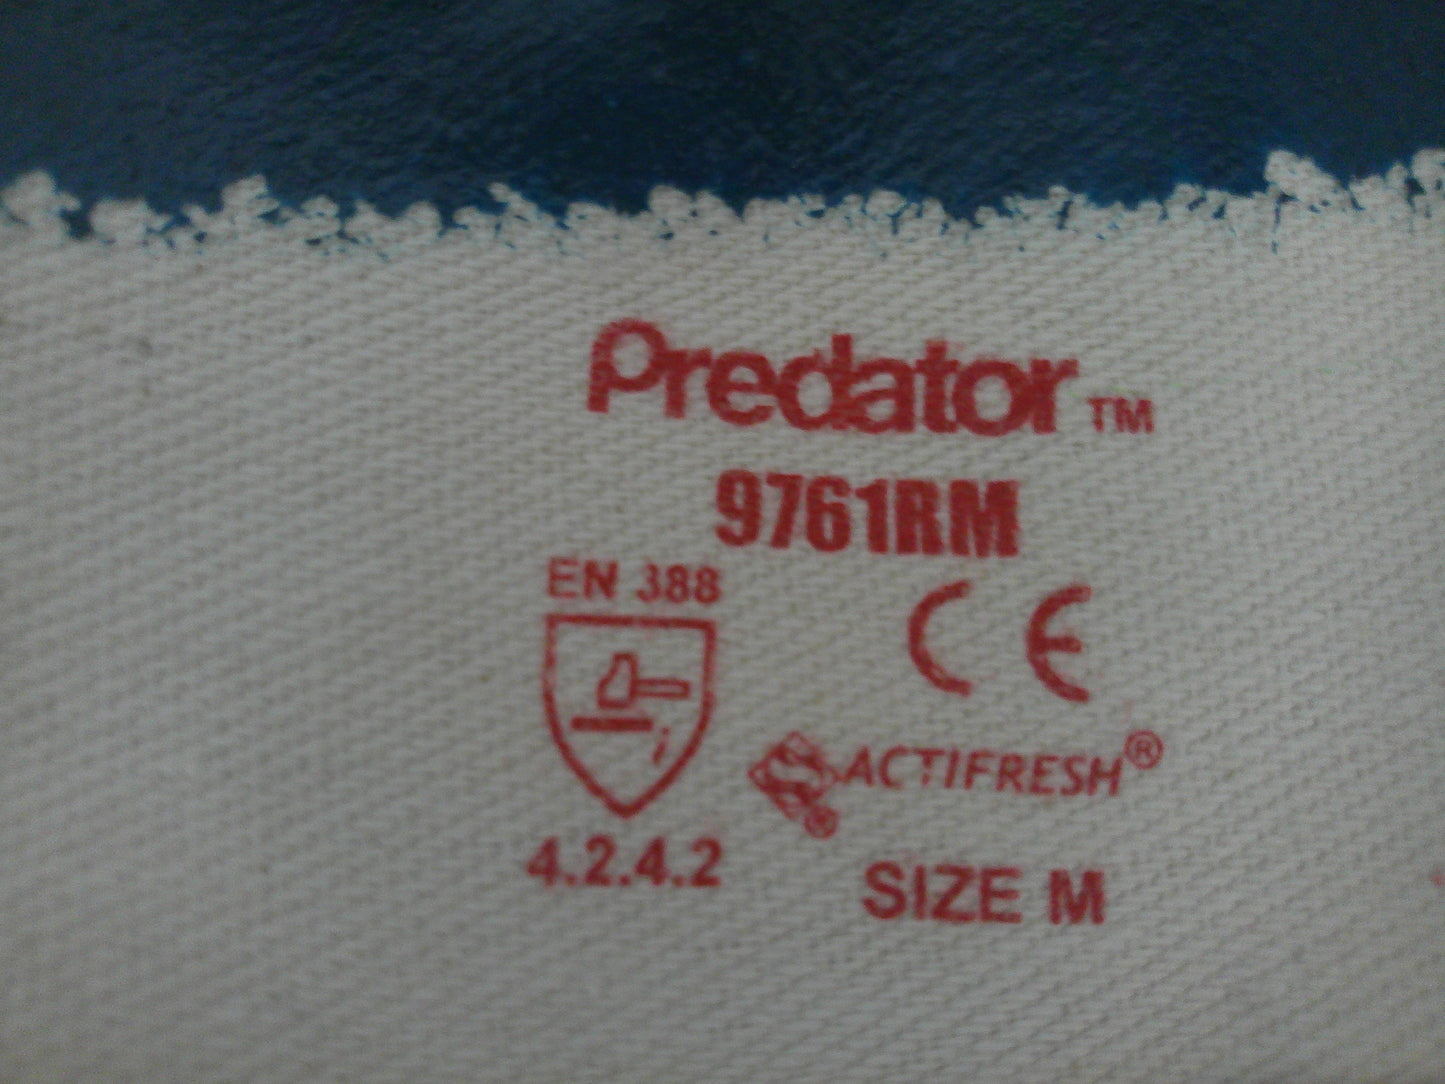 Predator™
9761RM
EN 388
CE
ACTIFRESH®
4.2.4.2
SIZE M